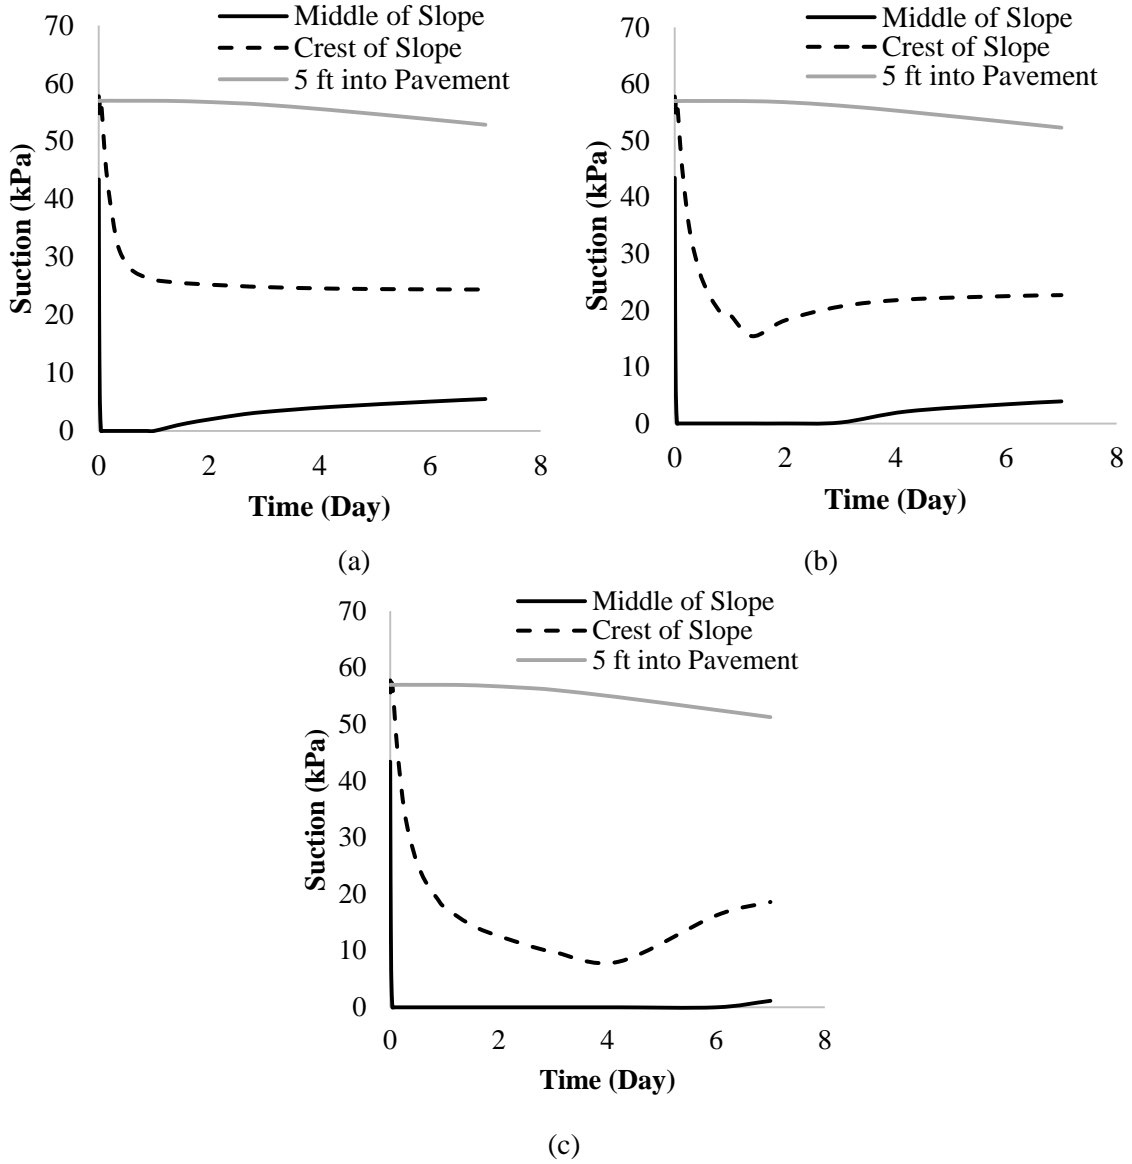 Middle of Slope
Crest of Slope
5 ft into Pavement
70
60
50
40
30
20
10
0
Suction (kPa)
0 2 4 6 8
Time (Day)
(a)
Middle of Slope
Crest of Slope
5 ft into Pavement
70
60
50
40
30
20
10
0
Suction (kPa)
0 2 4 6 8
Time (Day)
(b)
Middle of Slope
Crest of Slope
5 ft into Pavement
70
60
50
40
30
20
10
0
Suction (kPa)
0 2 4 6 8
Time (Day)
(c)